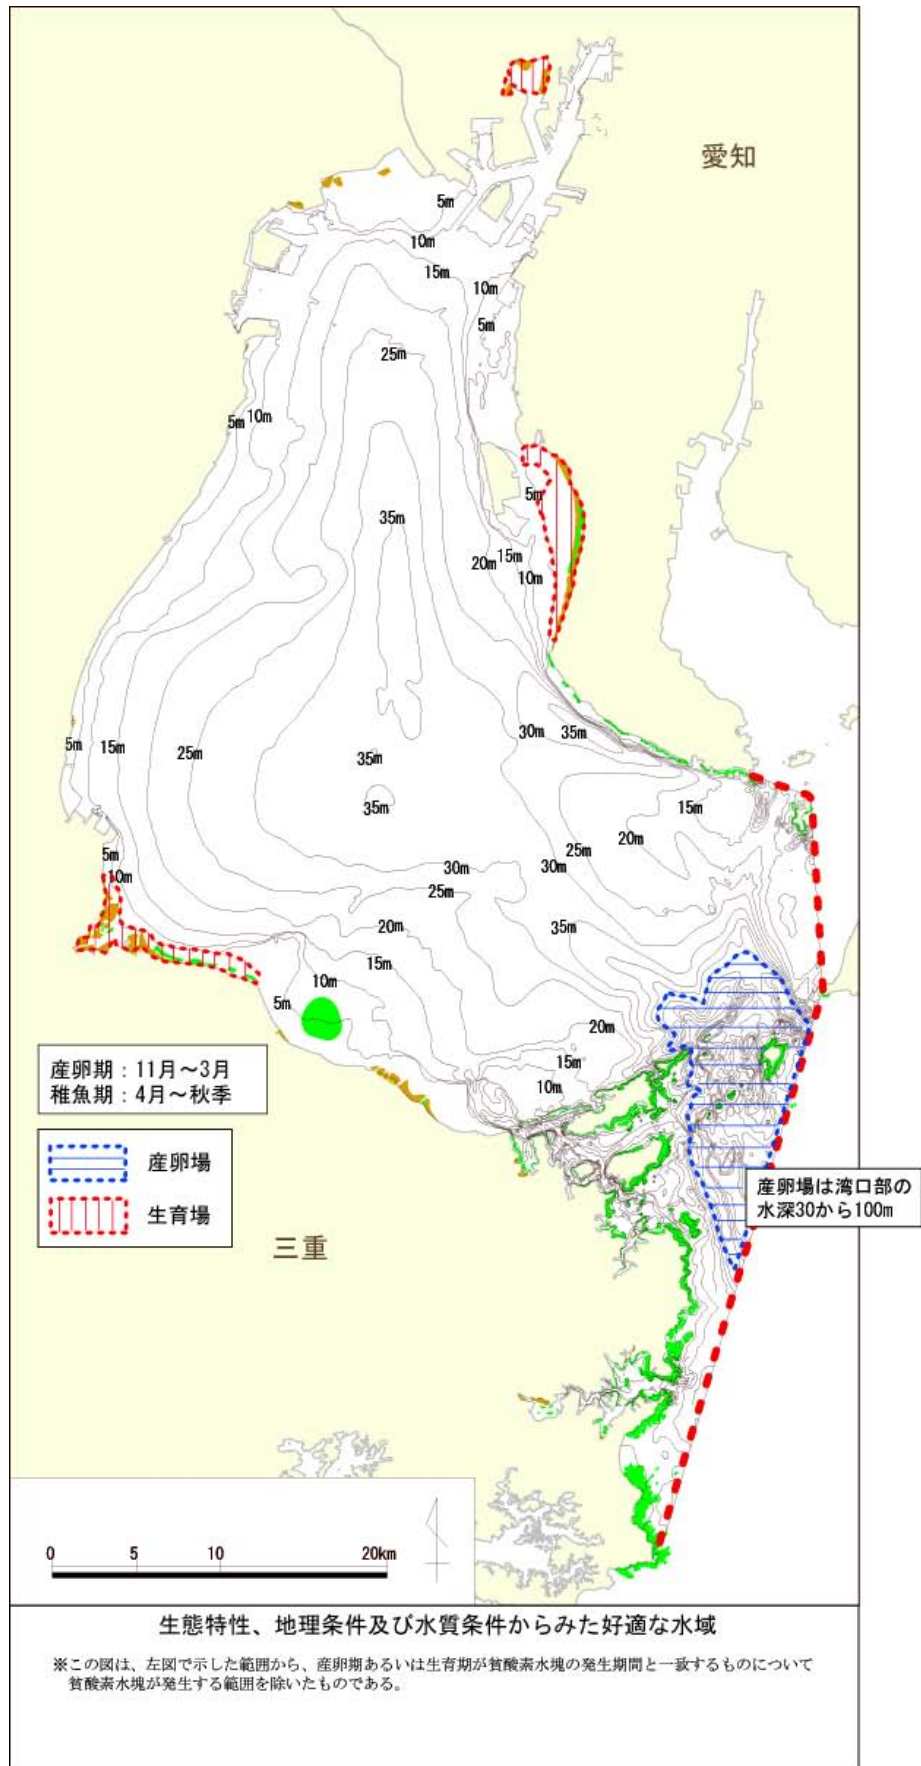 愛知
5m
10m
15m
10m
5m
25m
5m
10m
5m
35m
20m
15m
10m
30m
35m
5m
15m
25m
35m
35m
15m
20m
25m
30m
30m
5m
10m
25m
20m
35m
15m
10m
5m
20m
15m
10m
産卵期:11月~3月
稚魚期:4月~秋季
産卵場
生育場
産卵場は湾口部の
水深30から100m
三重
0 5 10 20km
生態特性、地理条件及び水質条件からみた好適な水域
※この図は、左図で示した範囲から、産卵期あるいは生育期が貧酸素水塊の発生期間と一致するものについて
貧酸素水塊が発生する範囲を除いたものである。